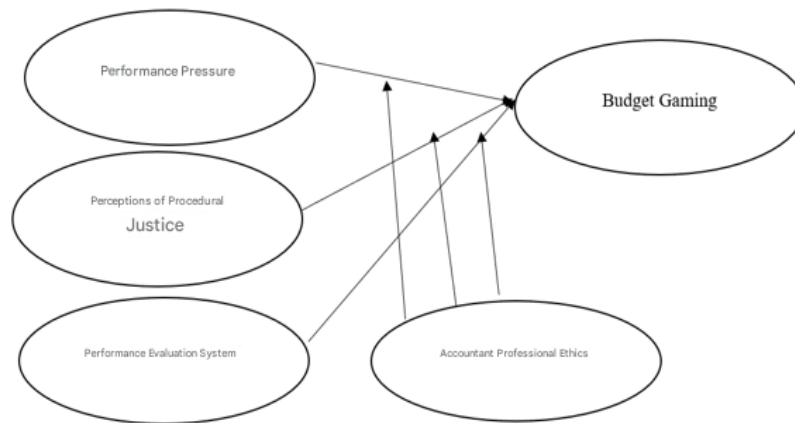 Performance Pressure
Budget Gaming
Perceptions of Procedural
Justice
Performance Evaluation System
Accountant Professional Ethics